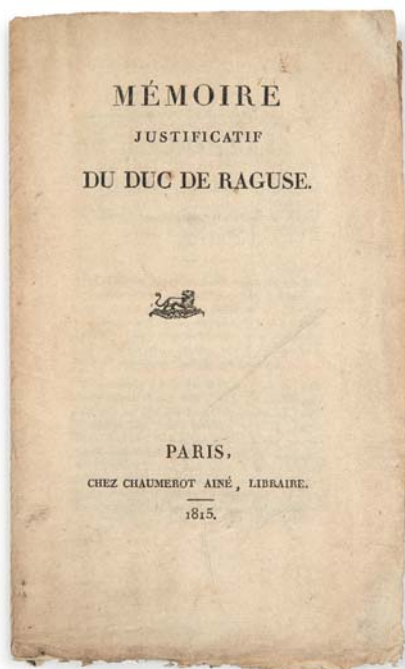 MÉMOIRE
JUSTIFICATIF
DU DUC DE RAGUSE.
PARIS,
CHEZ CHAUMEROT AINÉ, LIBRAIRE.
1815.